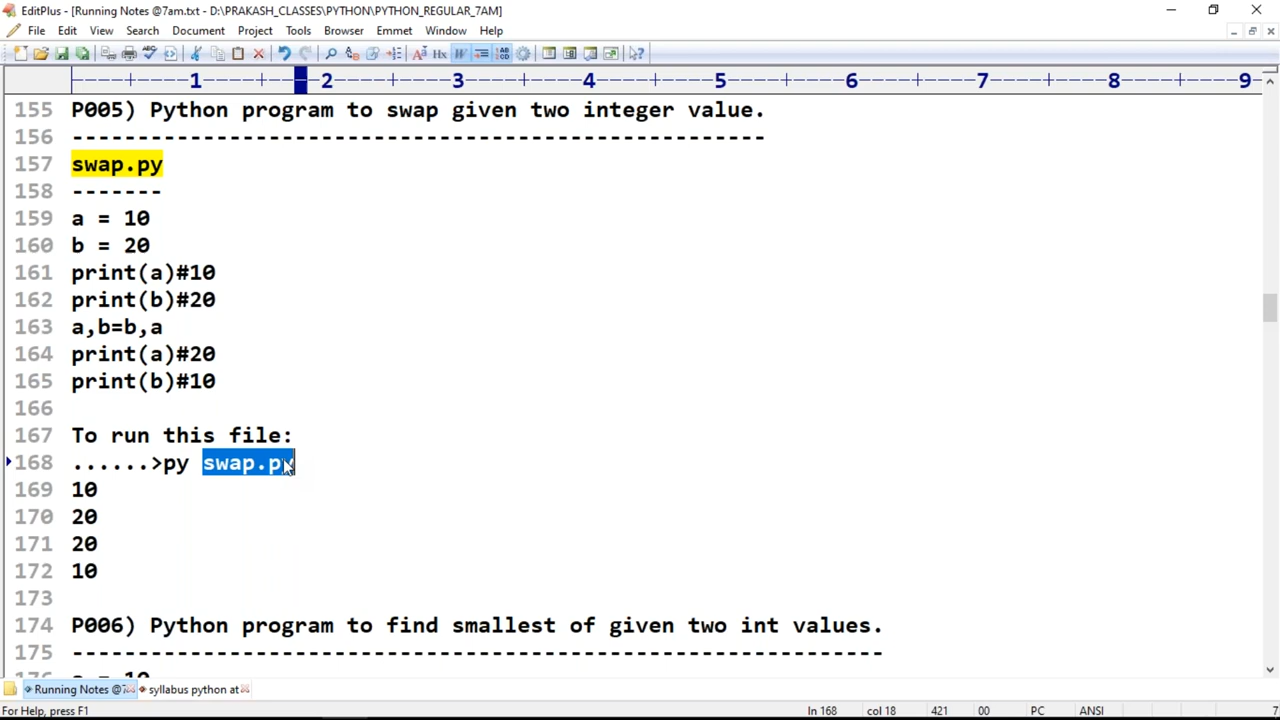 EditPlus - [Running Notes @7am.txt - D:\PRAKASH_CLASSES\PYTHON\PYTHON_REGULAR_7AM]
File Edit View Search Document Project Tools Browser Emmet Window Help
1 2 3 4 5 6 7 8 9
155 P005) Python program to swap given two integer value.
156 -----------------------------------------------------
157 swap.py
158 -------
159 a = 10
160 b = 20
161 print(a)#10
162 print(b)#20
163 a,b=b,a
164 print(a)#20
165 print(b)#10
166
167 To run this file:
168 ......>py swap.py
169 10
170 20
171 20
172 10
173
174 P006) Python program to find smallest of given two int values.
175 --------------------------------------------------------------
Running Notes @7 syllabus python at
For Help, press F1 ln 168 col 18 421 00 PC ANSI 7